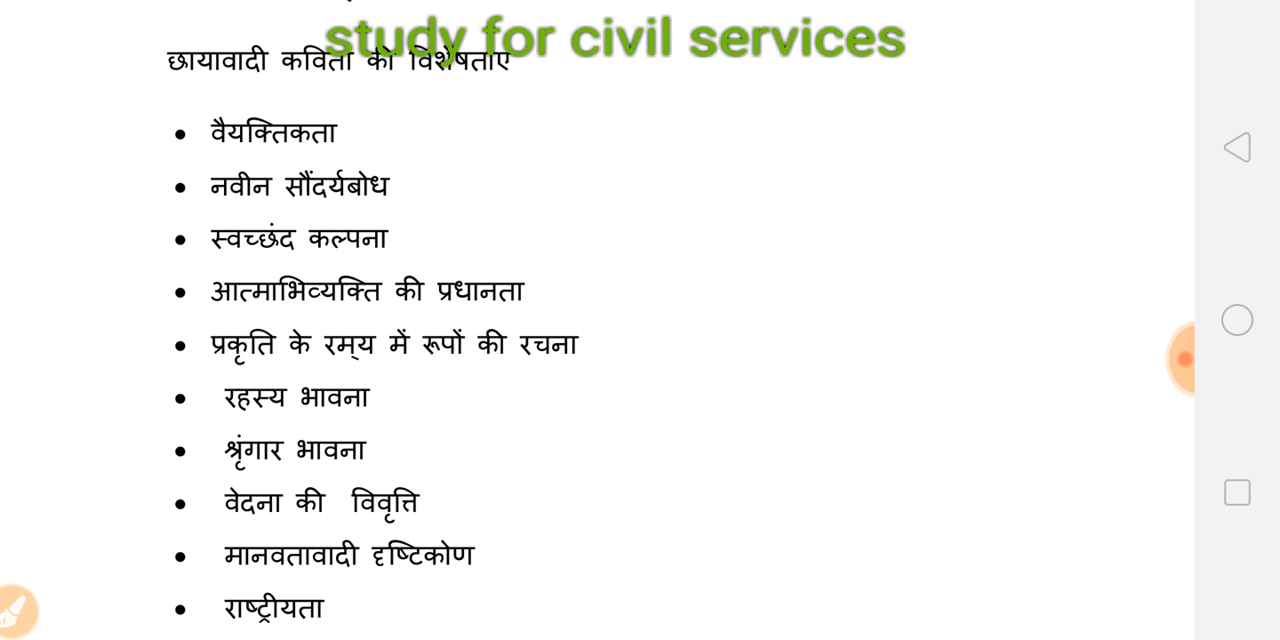 study for civil services
छायावादी कविता की विशेषताएं
• वैयक्तिकता
• नवीन सौंदर्यबोध
• स्वच्छंद कल्पना
• आत्माभिव्यक्ति की प्रधानता
• प्रकृति के रम्‌य में रूपों की रचना
• रहस्य भावना
• श्रृंगार भावना
• वेदना की विवृत्ति
• मानवतावादी दृष्टिकोण
• राष्ट्रीयता